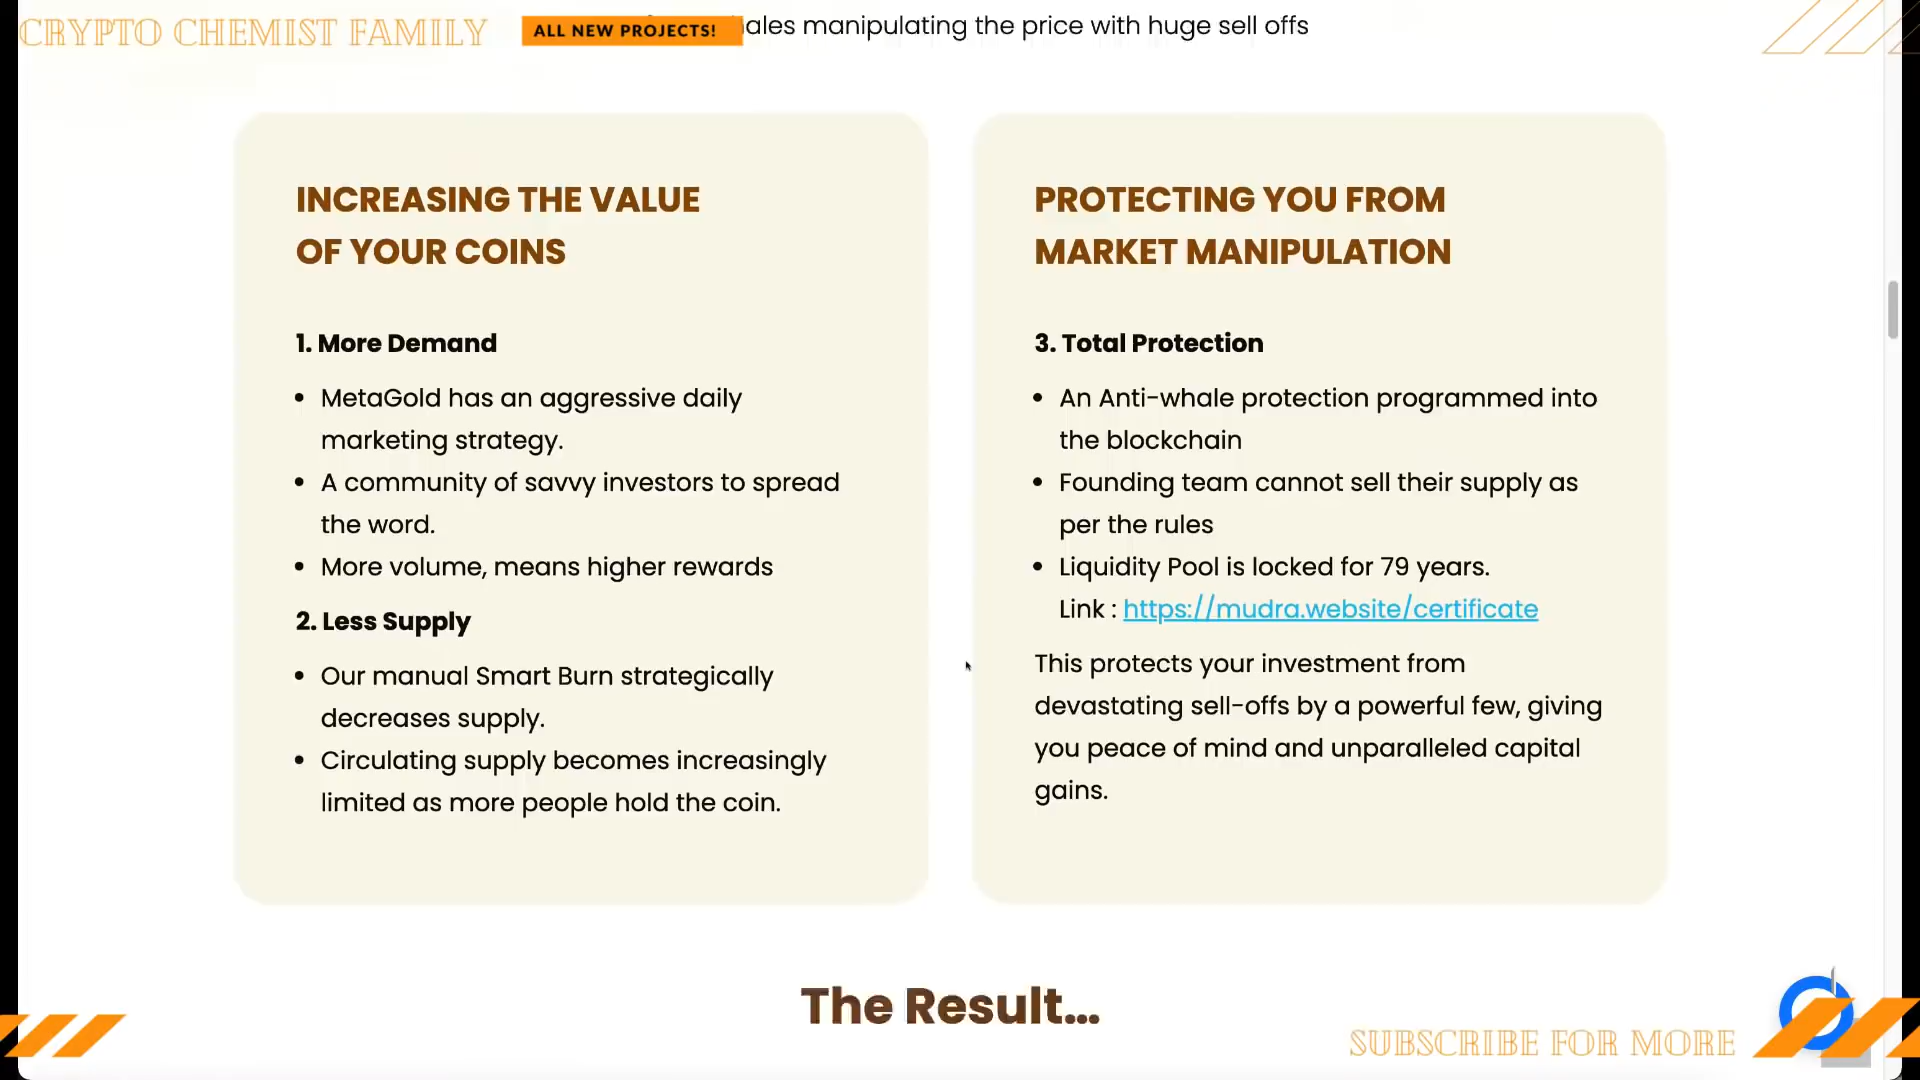 CRYPTO CHEMIST FAMILY
ALL NEW PROJECTS!
manipulating the price with huge sell offs
INCREASING THE VALUE
OF YOUR COINS
1. More Demand
• MetaGold has an aggressive daily
marketing strategy.
• A community of savvy investors to spread
the word.
• More volume, means higher rewards
2. Less Supply
• Our manual Smart Burn strategically
decreases supply.
• Circulating supply becomes increasingly
limited as more people hold the coin.
PROTECTING YOU FROM
MARKET MANIPULATION
3. Total Protection
• An Anti-whale protection programmed into
the blockchain
• Founding team cannot sell their supply as
per the rules
• Liquidity Pool is locked for 79 years.
Link : https://mudra.website/certificate
This protects your investment from
devastating sell-offs by a powerful few, giving
you peace of mind and unparalleled capital
gains.
The Result...
SUBSCRIBE FOR MORE